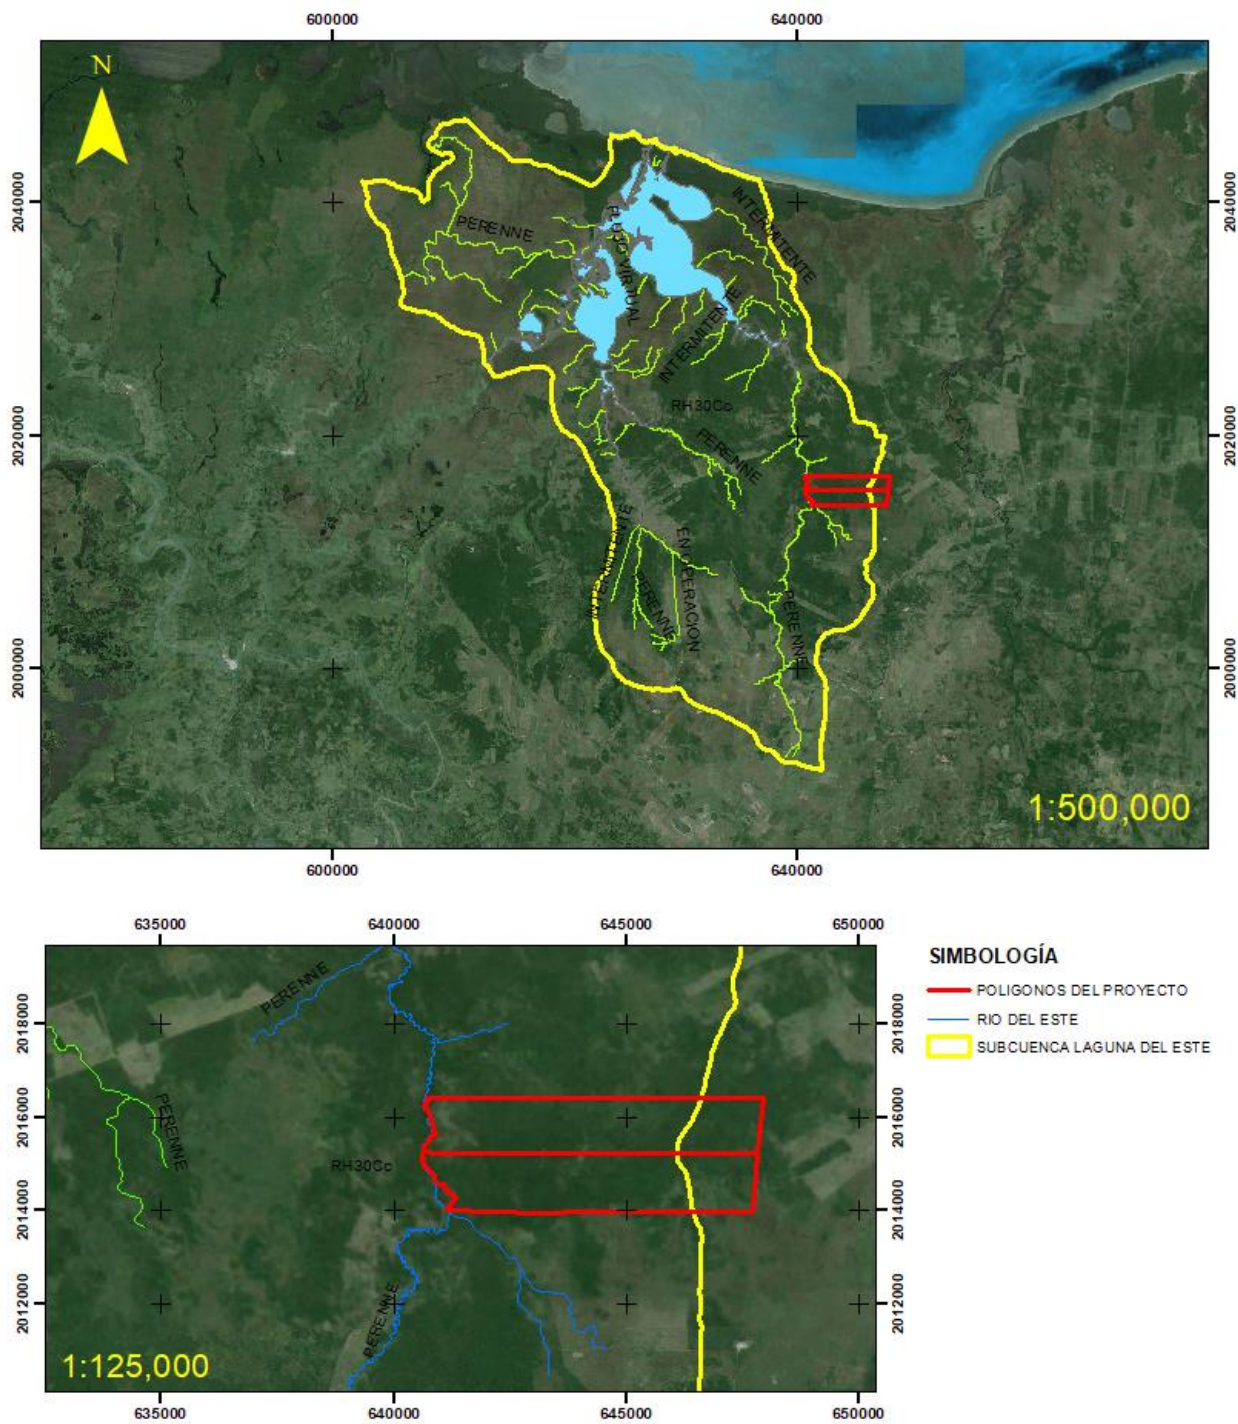 600000
640000
N
2040000
2040000
PERENNE
FLUJO VIRTUAL
INTERMITENTE
INTERMITENTE
RH30Cc
2020000
2020000
PERENNE
INTERMITENTE
EN OPERACION
PERENNE
PERENNE
2000000
2000000
1:500,000
600000
640000
635000
640000
645000
650000
SIMBOLOGÍA
POLIGONOS DEL PROYECTO
RIO DEL ESTE
SUBCUENCA LAGUNA DEL ESTE
PERENNE
2018000
2018000
2016000
2016000
PERENNE
RH30Cc
2014000
2014000
PERENNE
2012000
2012000
1:125,000
635000
640000
645000
650000